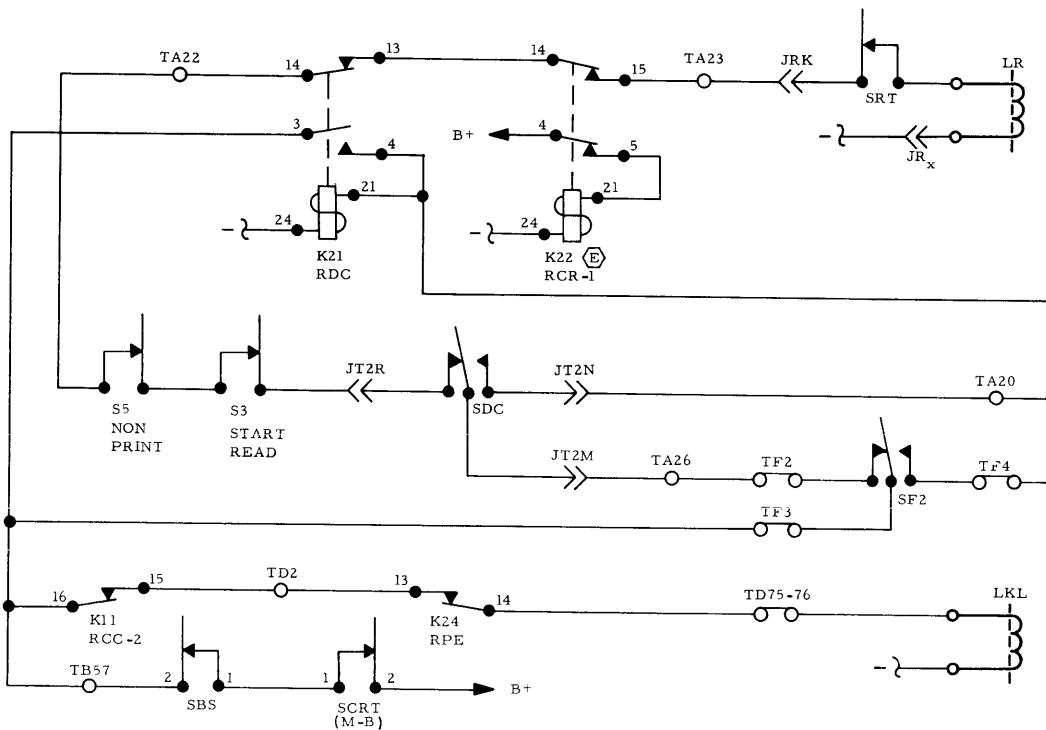 TA22
14
13
14
15
TA23
JRK
SRT
LR
3
4
B+
4
5
JRx
24
21
K21
RDC
24
21
K22 E
RCR-1
S5
NON
PRINT
S3
START
READ
JT2R
SDC
JT2N
TA20
JT2M
TA26
TF2
SF2
TF4
TF3
16
15
K11
RCC-2
TD2
13
14
K24
RPE
TD75-76
LKL
TB57
2
1
SBS
1
2
SCRT
(M-B)
B+